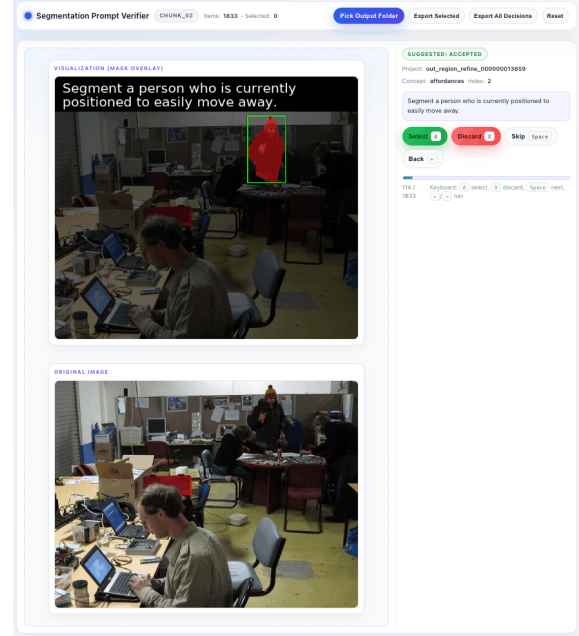 Segmentation Prompt Verifier CHUNK_02 Items: 1833 • Selected: 0 Pick Output Folder Export Selected Export All Decisions Reset
VISUALIZATION (MASK OVERLAY)
Segment a person who is currently
positioned to easily move away.
ORIGINAL IMAGE
SUGGESTED: ACCEPTED
Project: out_region_refine_000000013659
Concept: affordances Index: 2
Segment a person who is currently positioned to
easily move away.
Select A Discard X Skip Space
Back ←
114 /
1833
Keyboard: A select, X discard, Space next,
←/→ nav